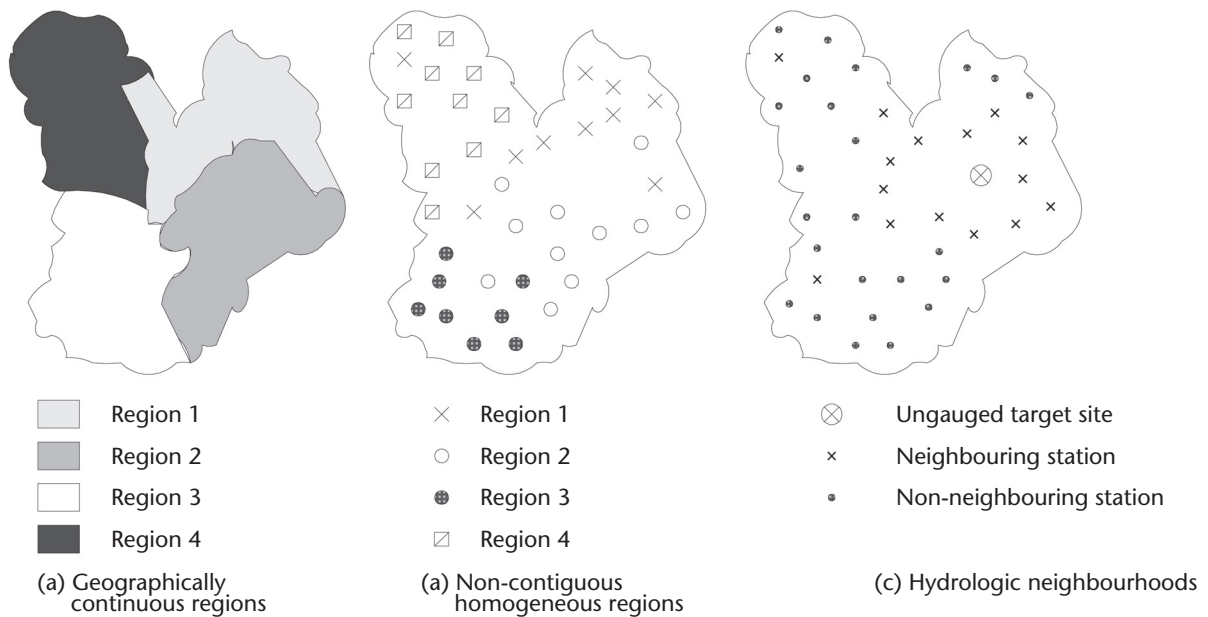 Region 1
Region 2
Region 3
Region 4
(a) Geographically
continuous regions
Region 1
Region 2
Region 3
Region 4
(a) Non-contiguous
homogeneous regions
Ungauged target site
Neighbouring station
Non-neighbouring station
(c) Hydrologic neighbourhoods